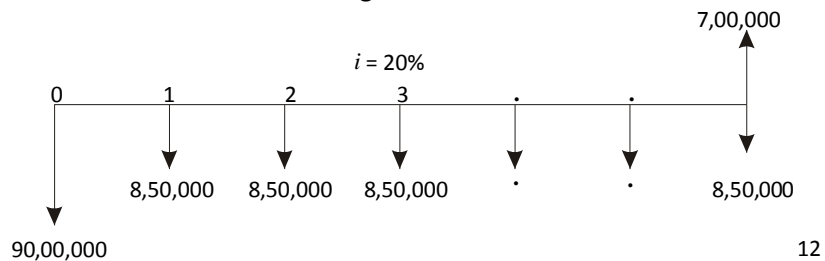 7,00,000
i = 20%
0 1 2 3 . .
8,50,000 8,50,000 8,50,000 . . 8,50,000
90,00,000 12